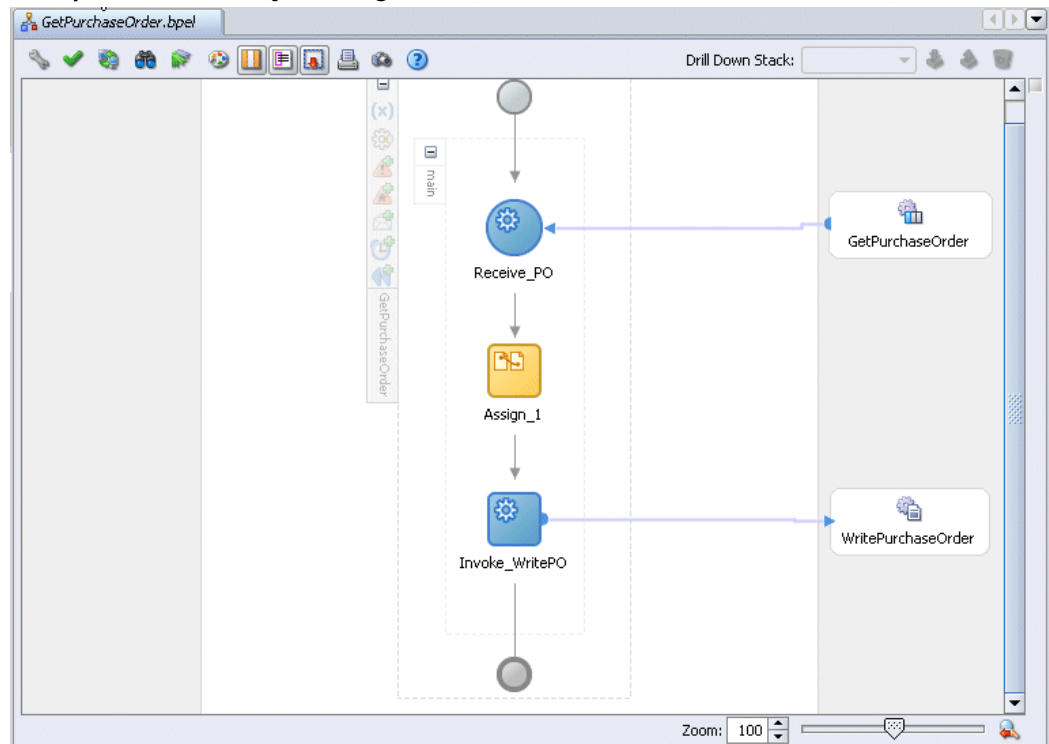 GetPurchaseOrder.bpel
Drill Down Stack:
(x)
main
GetPurchaseOrder
Receive_PO
GetPurchaseOrder
Assign_1
Invoke_WritePO
WritePurchaseOrder
Zoom: 100